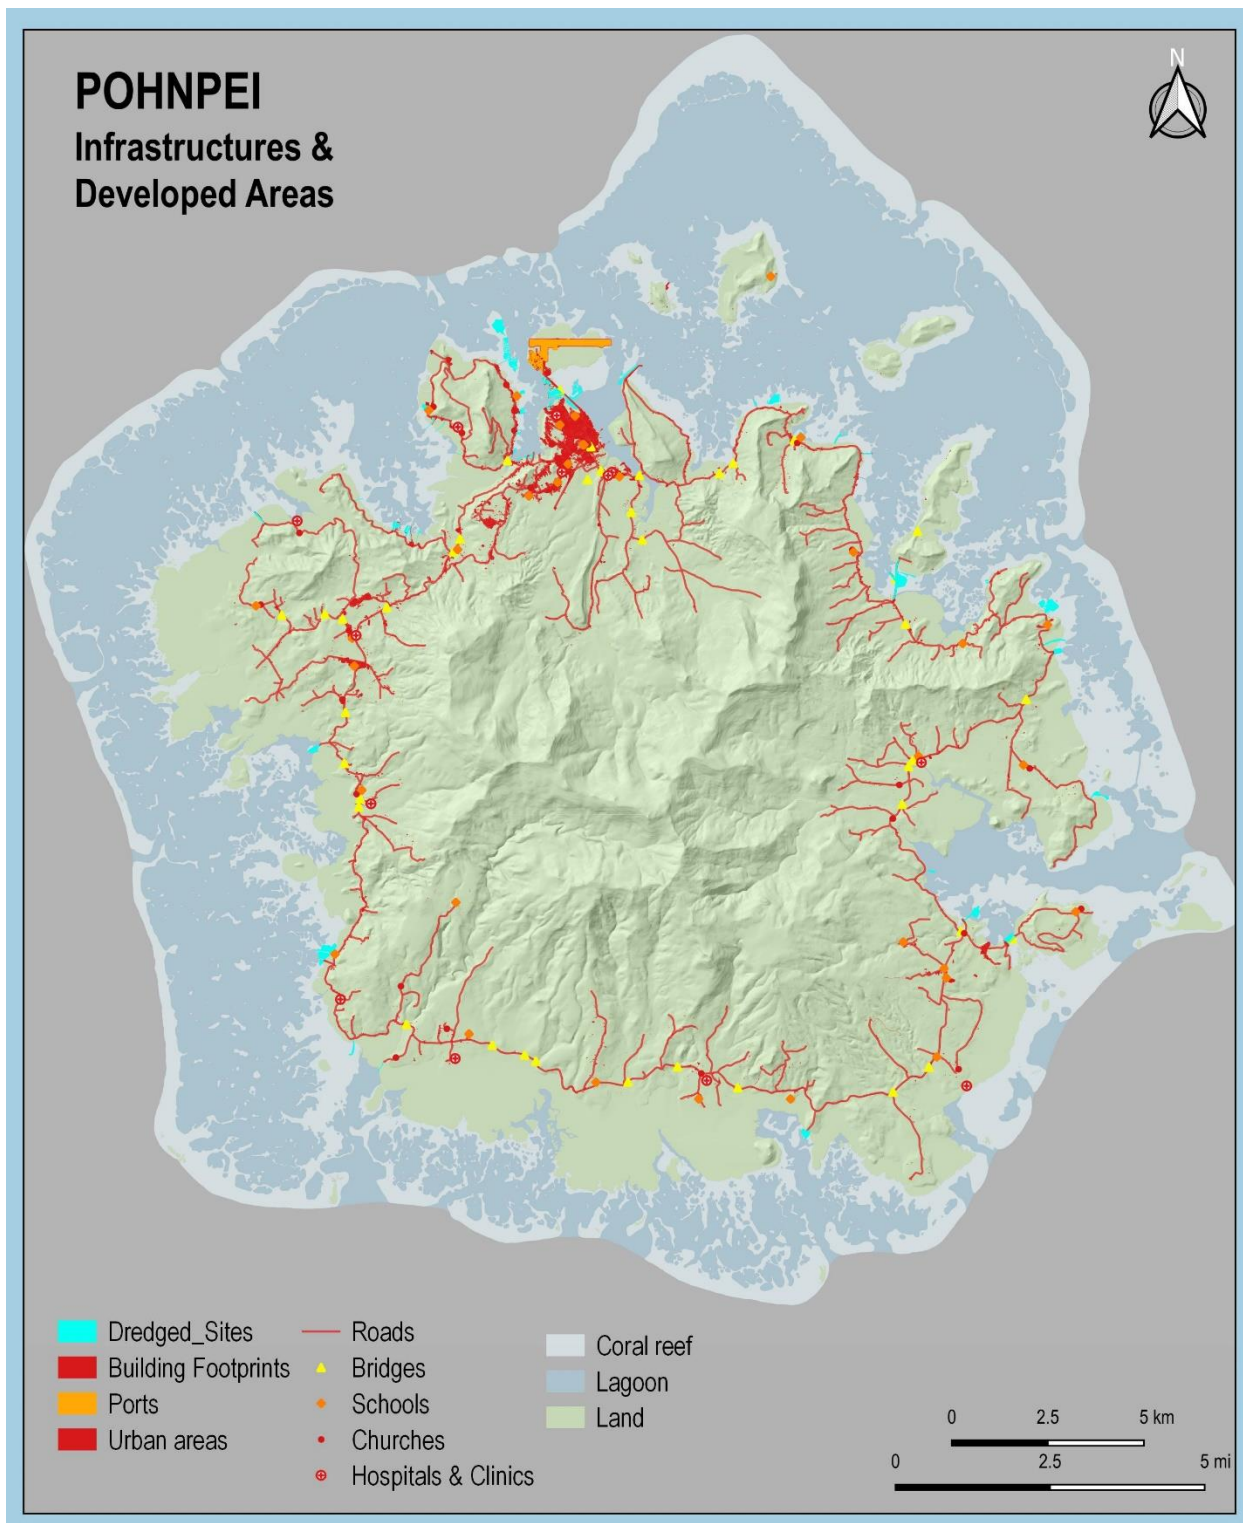 POHNPEI
Infrastructures &
Developed Areas
N
Dredged_Sites
Building Footprints
Ports
Urban areas
Roads
Bridges
Schools
Churches
Hospitals & Clinics
Coral reef
Lagoon
Land
0 2.5 5 km
0 2.5 5 mi